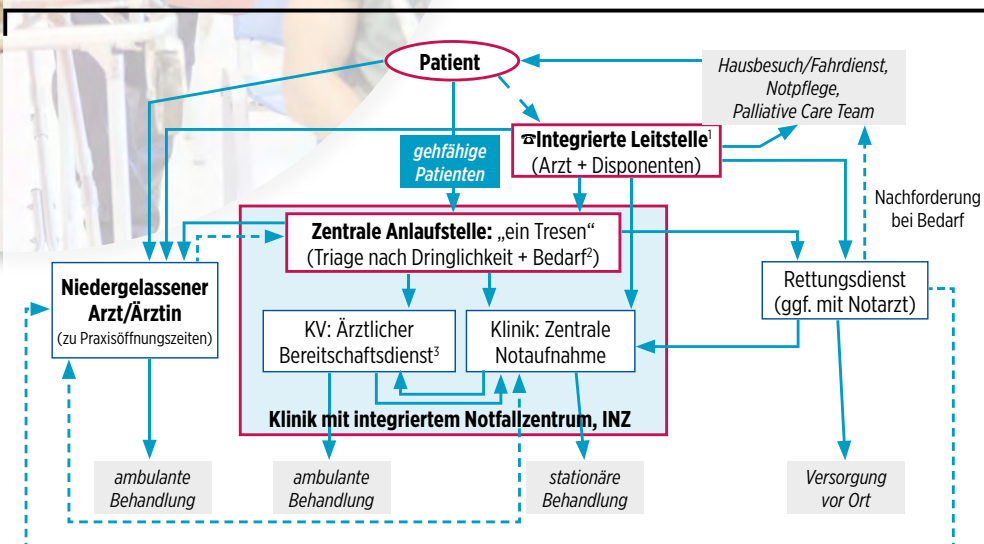 Patient
Hausbesuch/Fahrdienst,
Notpflege,
Palliative Care Team
☎Integrierte Leitstelle¹
(Arzt + Disponenten)
gehfähige
Patienten
Nachforderung
bei Bedarf
Zentrale Anlaufstelle: „ein Tresen“
(Triage nach Dringlichkeit + Bedarf²)
Niedergelassener
Arzt/Ärztin
(zu Praxisöffnungszeiten)
Rettungsdienst
(ggf. mit Notarzt)
KV: Ärztlicher
Bereitschaftsdienst³
Klinik: Zentrale
Notaufnahme
Klinik mit integriertem Notfallzentrum, INZ
ambulante
Behandlung
ambulante
Behandlung
stationäre
Behandlung
Versorgung
vor Ort